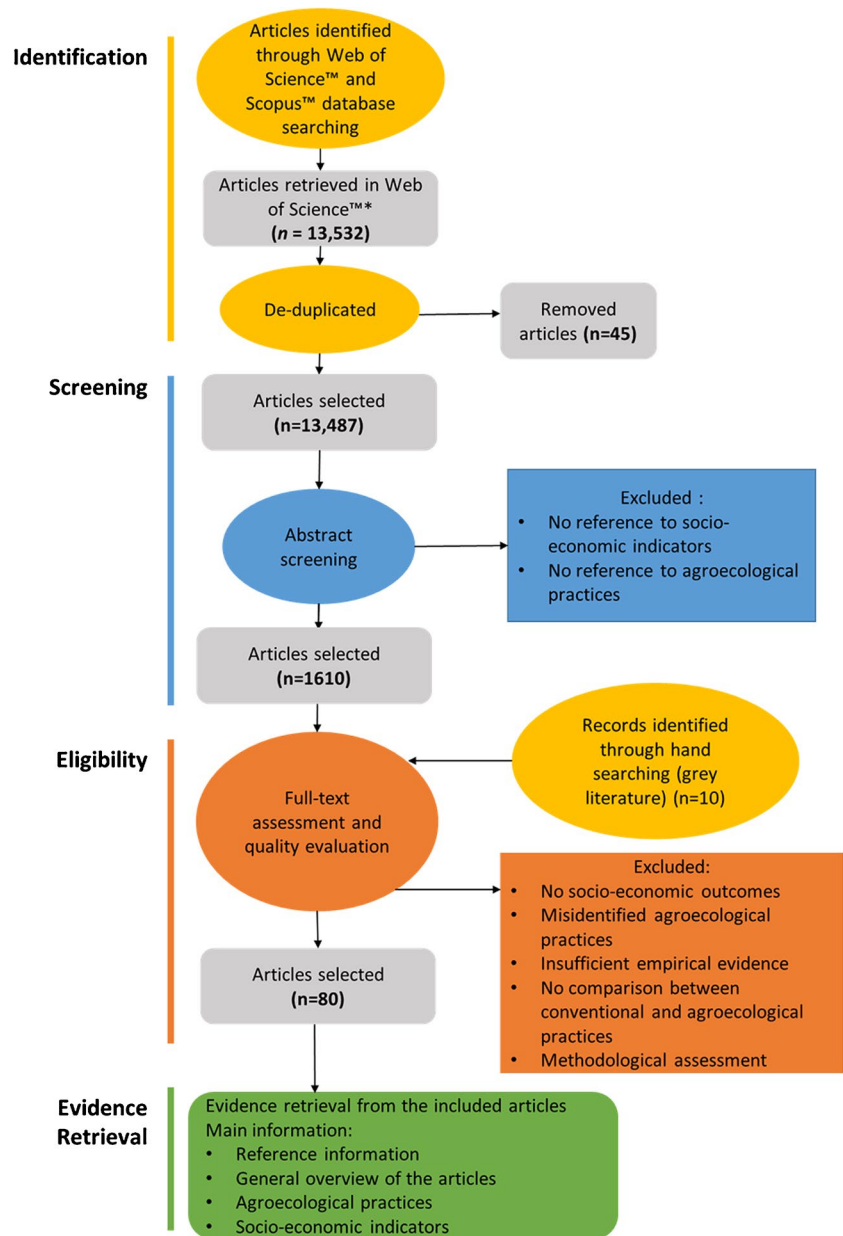 Identification
Articles identified
through Web of
Science™ and
Scopus™ database
searching
Articles retrieved in Web
of Science™*
(n = 13,532)
De-duplicated
Removed
articles (n=45)
Screening
Articles selected
(n=13,487)
Abstract
screening
Excluded :
• No reference to socio-
economic indicators
• No reference to agroecological
practices
Articles selected
(n=1610)
Eligibility
Records identified
through hand
searching (grey
literature) (n=10)
Full-text
assessment and
quality evaluation
Excluded:
• No socio-economic outcomes
• Misidentified agroecological
practices
• Insufficient empirical evidence
• No comparison between
conventional and agroecological
practices
• Methodological assessment
Articles selected
(n=80)
Evidence
Retrieval
Evidence retrieval from the included articles
Main information:
• Reference information
• General overview of the articles
• Agroecological practices
• Socio-economic indicators